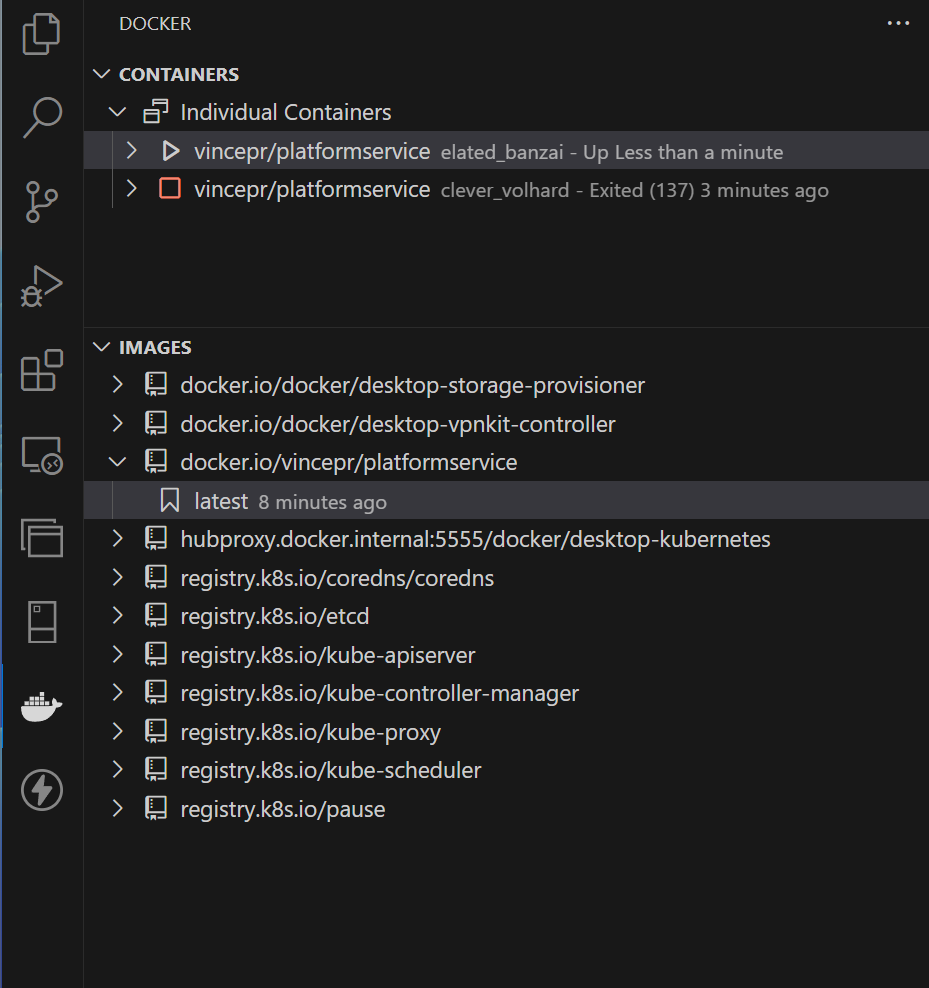 DOCKER
CONTAINERS
Individual Containers
vincepr/platformservice elated_banzai - Up Less than a minute
vincepr/platformservice clever_volhard - Exited (137) 3 minutes ago
IMAGES
docker.io/docker/desktop-storage-provisioner
docker.io/docker/desktop-vpnkit-controller
docker.io/vincepr/platformservice
latest 8 minutes ago
hubproxy.docker.internal:5555/docker/desktop-kubernetes
registry.k8s.io/coredns/coredns
registry.k8s.io/etcd
registry.k8s.io/kube-apiserver
registry.k8s.io/kube-controller-manager
registry.k8s.io/kube-proxy
registry.k8s.io/kube-scheduler
registry.k8s.io/pause